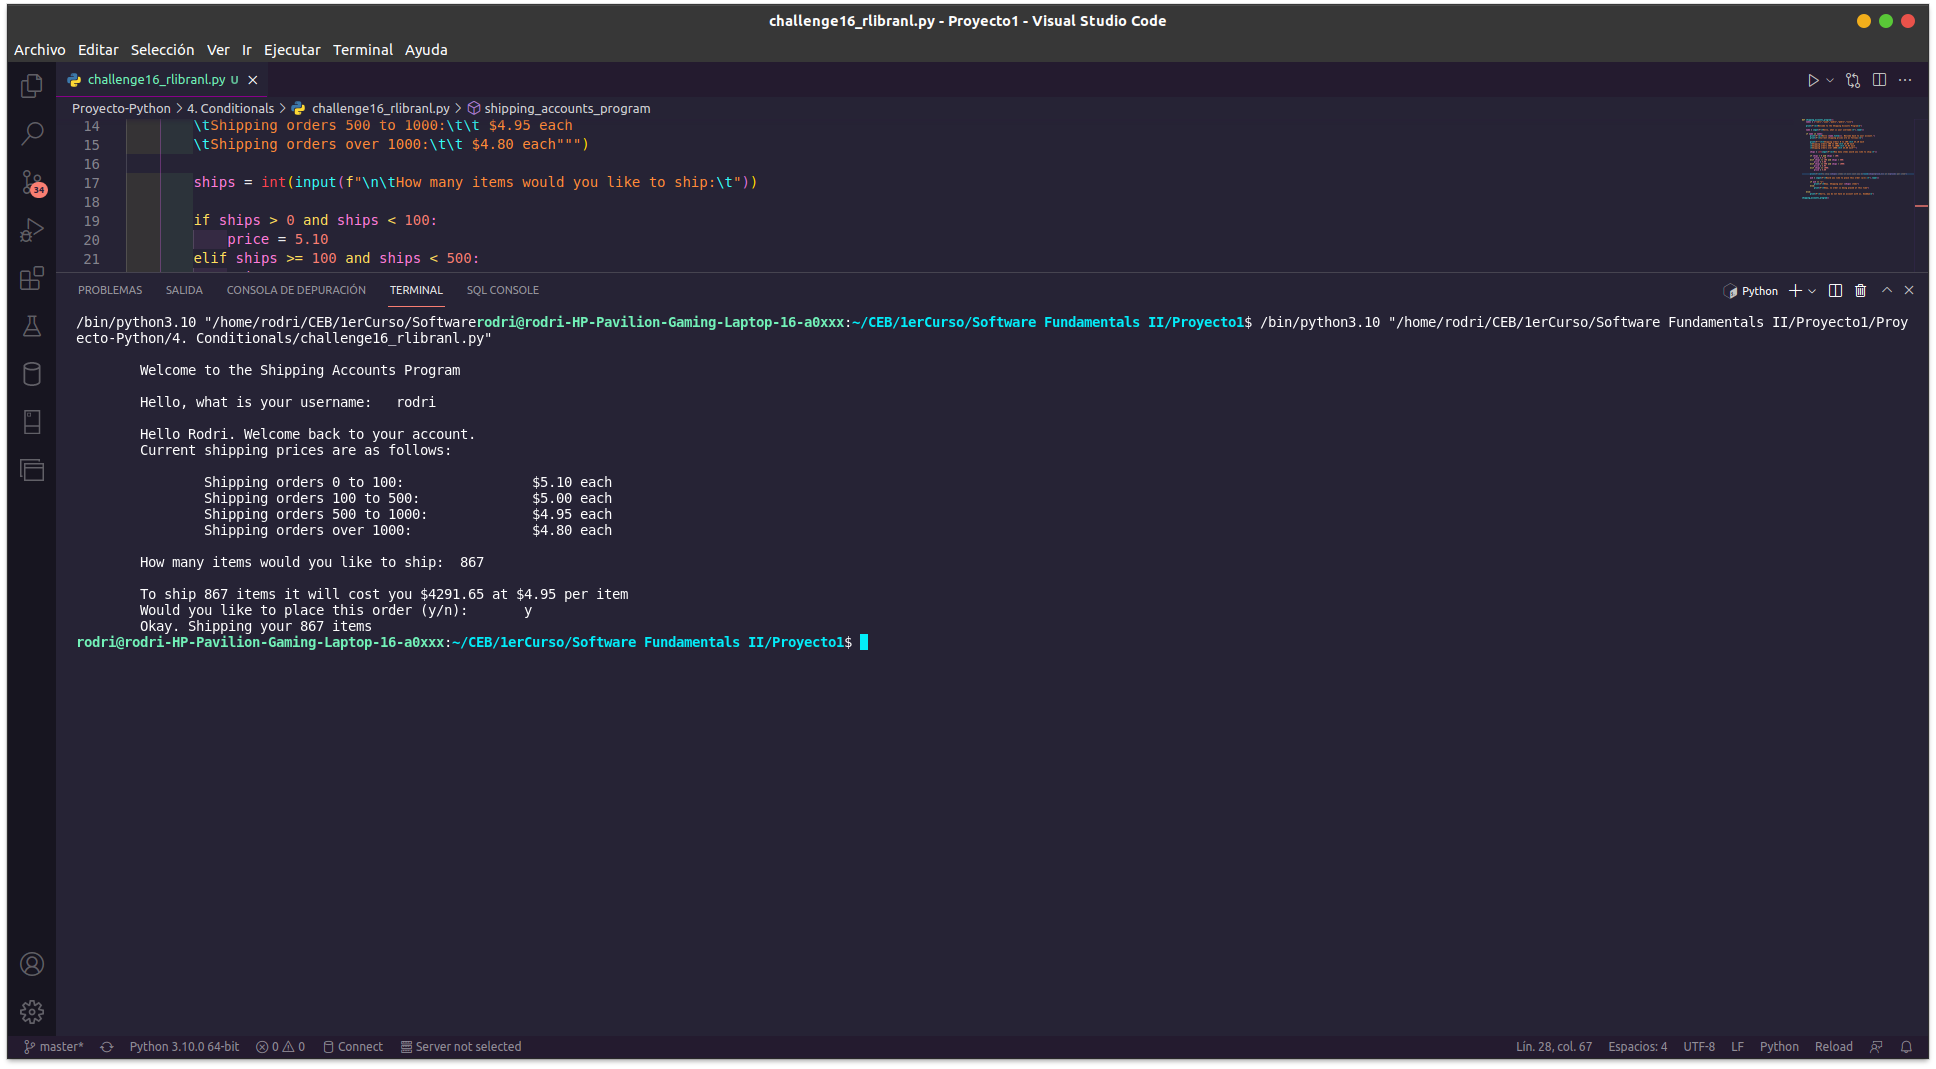 challenge16_rlibranl.py - Proyecto1 - Visual Studio Code
Archivo Editar Selección Ver Ir Ejecutar Terminal Ayuda
challenge16_rlibranl.py U
Proyecto-Python > 4. Conditionals > challenge16_rlibranl.py > shipping_accounts_program
14 \tShipping orders 500 to 1000:\t\t $4.95 each
15 \tShipping orders over 1000:\t\t $4.80 each""")
16
17 ships = int(input(f"\n\tHow many items would you like to ship:\t"))
18
19 if ships > 0 and ships < 100:
20 price = 5.10
21 elif ships >= 100 and ships < 500:
34
PROBLEMAS SALIDA CONSOLA DE DEPURACIÓN TERMINAL SQL CONSOLE
Python
/bin/python3.10 "/home/rodri/CEB/1erCurso/Softwarerodri@rodri-HP-Pavilion-Gaming-Laptop-16-a0xxx:~/CEB/1erCurso/Software Fundamentals II/Proyecto1$ /bin/python3.10 "/home/rodri/CEB/1erCurso/Software Fundamentals II/Proyecto1/Proy
ecto-Python/4. Conditionals/challenge16_rlibranl.py"
Welcome to the Shipping Accounts Program
Hello, what is your username: rodri
Hello Rodri. Welcome back to your account.
Current shipping prices are as follows:
Shipping orders 0 to 100: $5.10 each
Shipping orders 100 to 500: $5.00 each
Shipping orders 500 to 1000: $4.95 each
Shipping orders over 1000: $4.80 each
How many items would you like to ship: 867
To ship 867 items it will cost you $4291.65 at $4.95 per item
Would you like to place this order (y/n): y
Okay. Shipping your 867 items
rodri@rodri-HP-Pavilion-Gaming-Laptop-16-a0xxx:~/CEB/1erCurso/Software Fundamentals II/Proyecto1$
master* Python 3.10.0 64-bit 0 0 Connect Server not selected Lín. 28, col. 67 Espacios: 4 UTF-8 LF Python Reload